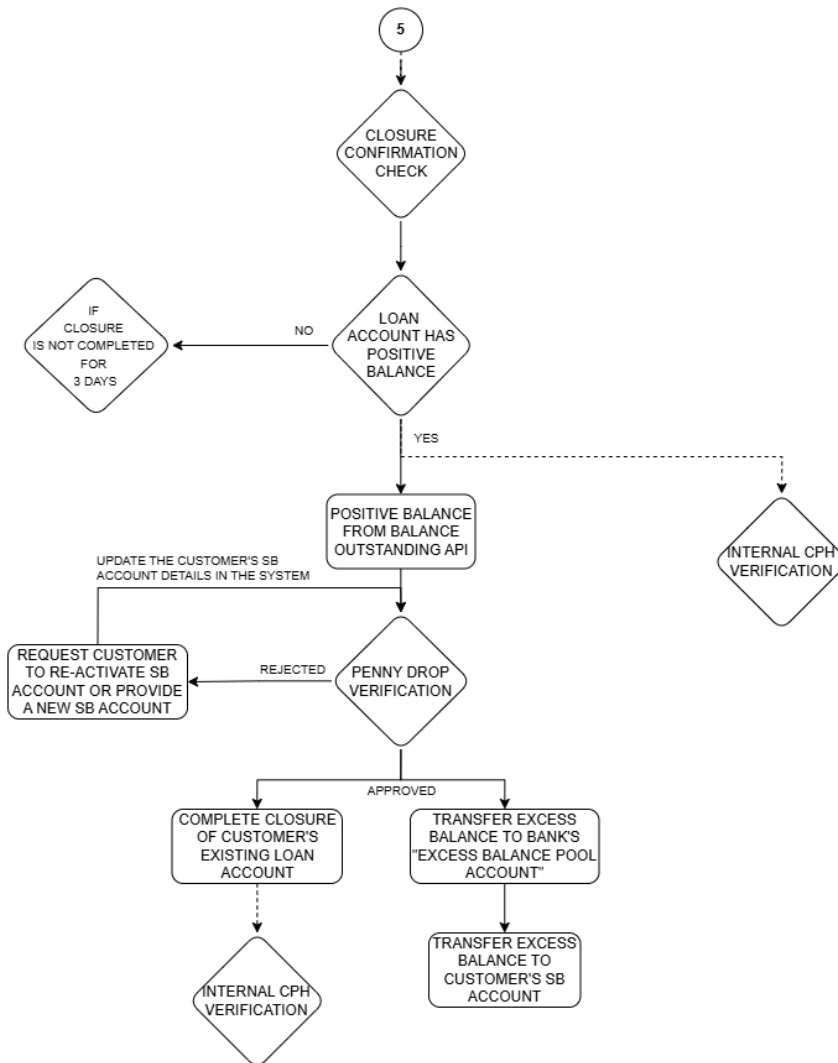 5
CLOSURE
CONFIRMATION
CHECK
IF
CLOSURE
IS NOT COMPLETED
FOR
3 DAYS
NO
LOAN
ACCOUNT HAS
POSITIVE
BALANCE
YES
POSITIVE BALANCE
FROM BALANCE
OUTSTANDING API
INTERNAL CPH
VERIFICATION
UPDATE THE CUSTOMER'S SB
ACCOUNT DETAILS IN THE SYSTEM
REQUEST CUSTOMER
TO RE-ACTIVATE SB
ACCOUNT OR PROVIDE
A NEW SB ACCOUNT
REJECTED
PENNY DROP
VERIFICATION
APPROVED
COMPLETE CLOSURE
OF CUSTOMER'S
EXISTING LOAN
ACCOUNT
TRANSFER EXCESS
BALANCE TO BANK'S
"EXCESS BALANCE POOL
ACCOUNT"
INTERNAL CPH
VERIFICATION
TRANSFER EXCESS
BALANCE TO
CUSTOMER'S SB
ACCOUNT